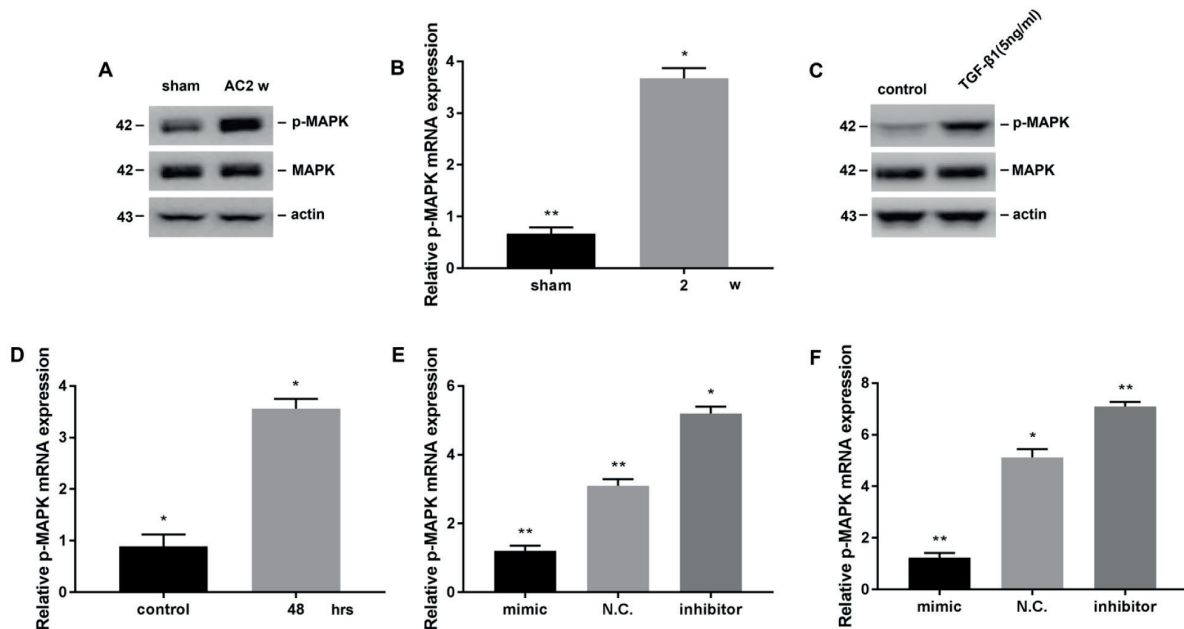 A
sham AC2 w
42 – – p-MAPK
42 – – MAPK
43 – – actin
B
Relative p-MAPK mRNA expression
4
3
2
1
0
**
*
sham 2 w
C
control TGF-β1(5ng/ml)
42 – – p-MAPK
42 – – MAPK
43 – – actin
D
Relative p-MAPK mRNA expression
4
3
2
1
0
*
*
control 48 hrs
E
Relative p-MAPK mRNA expression
6
4
2
0
**
**
*
mimic N.C. inhibitor
F
Relative p-MAPK mRNA expression
8
6
4
2
0
**
*
**
mimic N.C. inhibitor